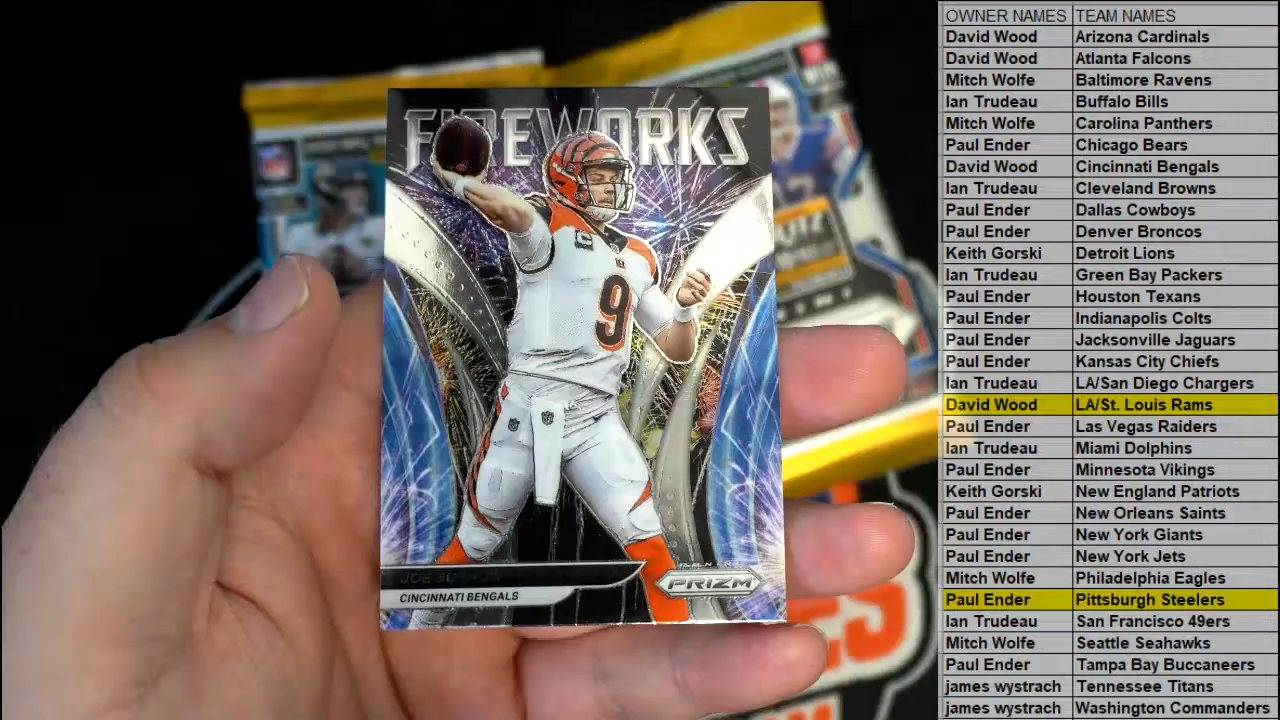 FIREWORKS
9
C
JOE
CINCINNATI BENGALS
PRIZM
OWNER NAMES TEAM NAMES
David Wood Arizona Cardinals
David Wood Atlanta Falcons
Mitch Wolfe Baltimore Ravens
Ian Trudeau Buffalo Bills
Mitch Wolfe Carolina Panthers
Paul Ender Chicago Bears
David Wood Cincinnati Bengals
Ian Trudeau Cleveland Browns
Paul Ender Dallas Cowboys
Paul Ender Denver Broncos
Keith Gorski Detroit Lions
Ian Trudeau Green Bay Packers
Paul Ender Houston Texans
Paul Ender Indianapolis Colts
Paul Ender Jacksonville Jaguars
Paul Ender Kansas City Chiefs
Ian Trudeau LA/San Diego Chargers
David Wood LA/St. Louis Rams
Paul Ender Las Vegas Raiders
Ian Trudeau Miami Dolphins
Paul Ender Minnesota Vikings
Keith Gorski New England Patriots
Paul Ender New Orleans Saints
Paul Ender New York Giants
Paul Ender New York Jets
Mitch Wolfe Philadelphia Eagles
Paul Ender Pittsburgh Steelers
Ian Trudeau San Francisco 49ers
Mitch Wolfe Seattle Seahawks
Paul Ender Tampa Bay Buccaneers
james wystrach Tennessee Titans
james wystrach Washington Commanders